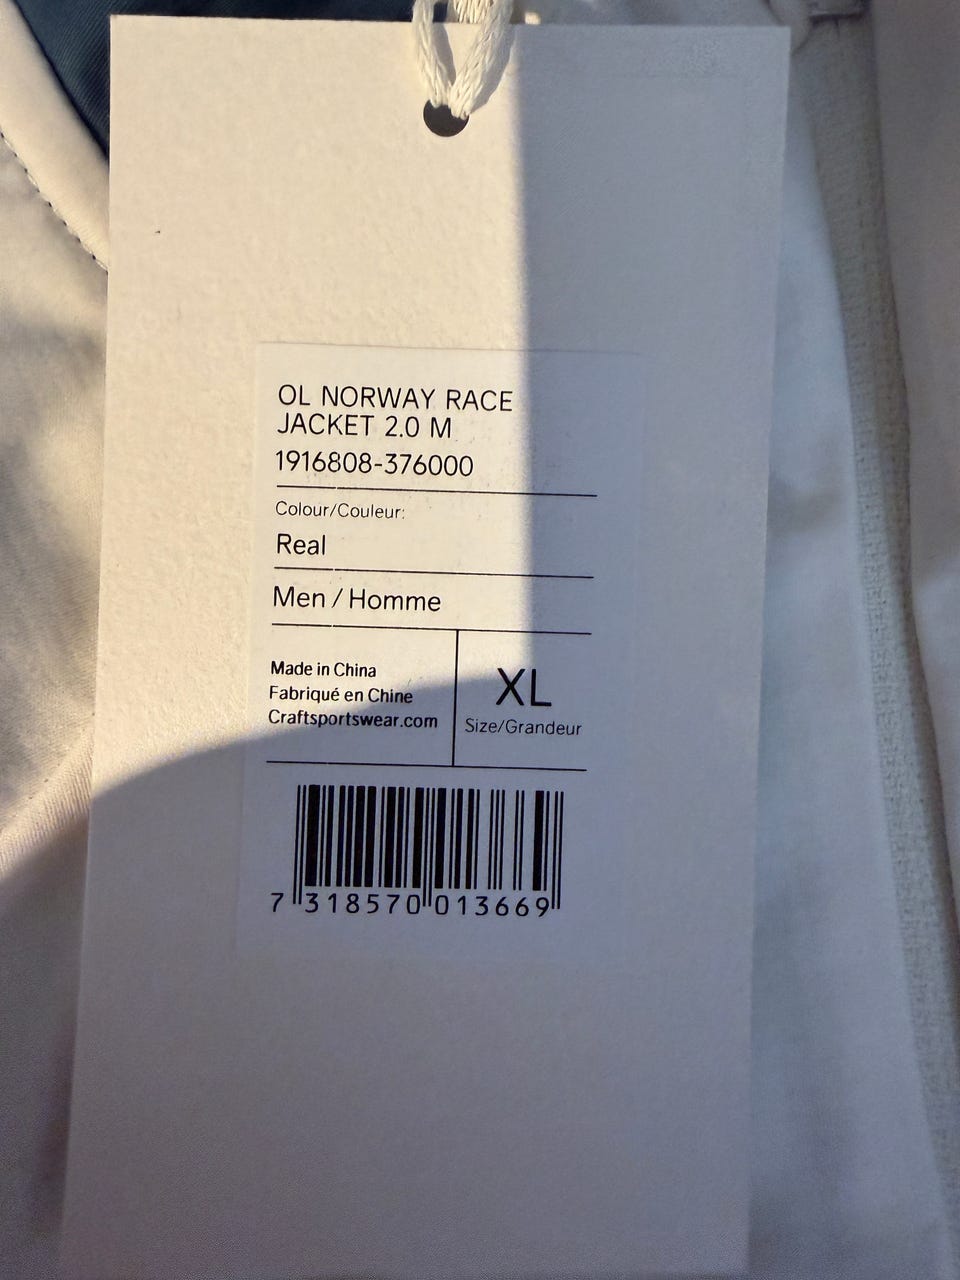 OL NORWAY RACE
JACKET 2.0 M
1916808-376000
Colour/Couleur:
Real
Men / Homme
Made in China
Fabriqué en Chine
Craftsportswear.com
XL
Size/Grandeur
7 318570 013669